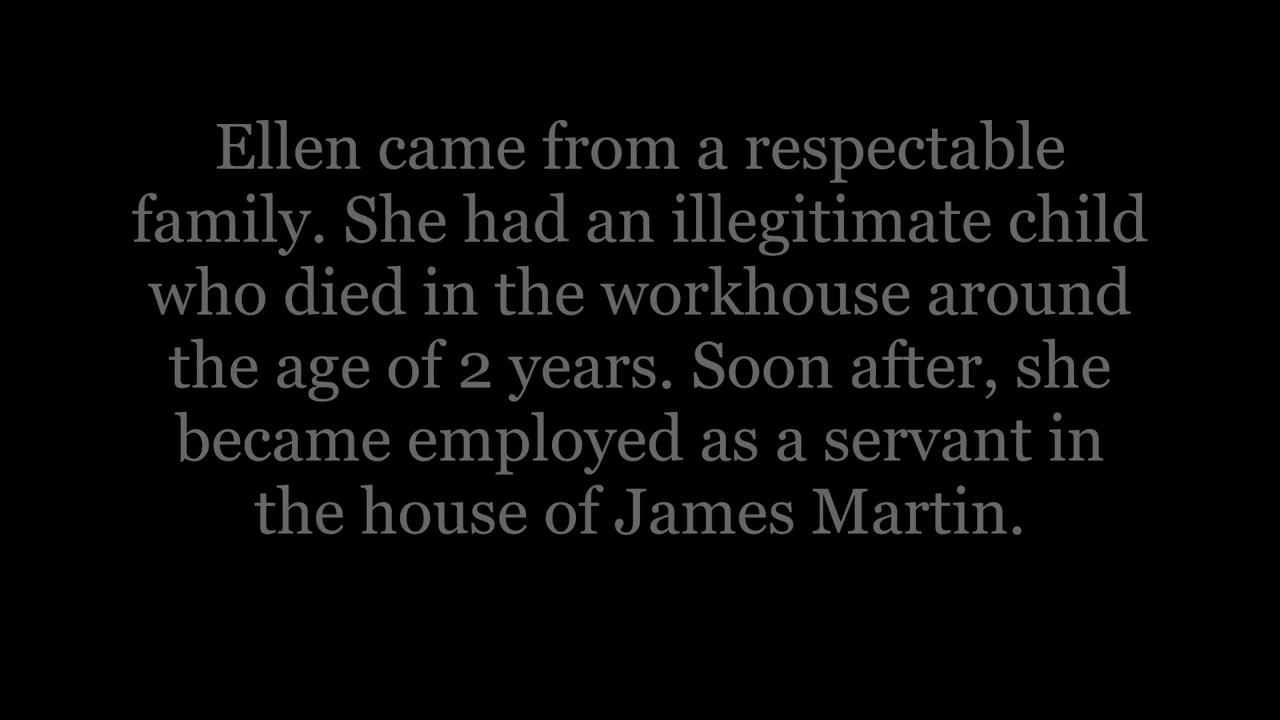 Ellen came from a respectable
family. She had an illegitimate child
who died in the workhouse around
the age of 2 years. Soon after, she
became employed as a servant in
the house of James Martin.